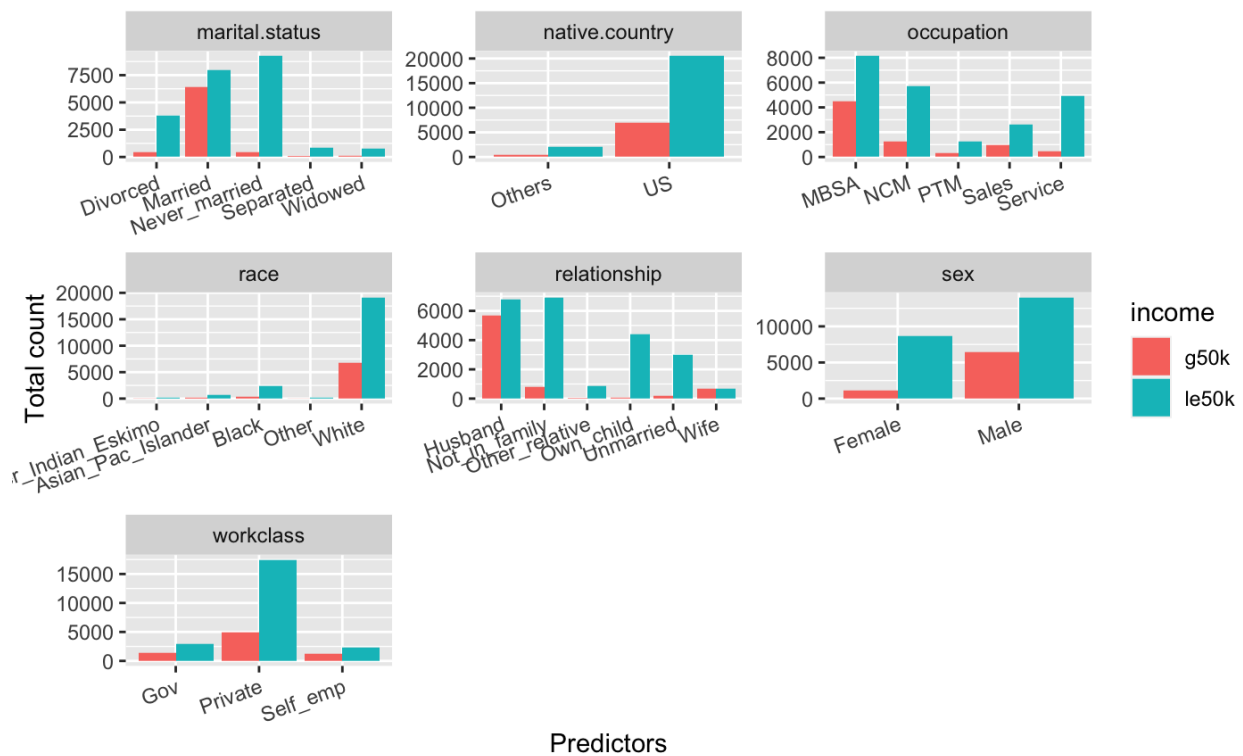 marital.status
native.country
occupation
7500
5000
2500
0
Divorced
Married
Never_married
Separated
Widowed
20000
15000
10000
5000
0
Others
US
8000
6000
4000
2000
0
MBSA
NCM
PTM
Sales
Service
Total count
race
relationship
sex
20000
15000
10000
5000
0
r_Indian_Eskimo
Asian_Pac_Islander
Black
Other
White
6000
4000
2000
0
Husband
Not_in_family
Other_relative
Own_child
Unmarried
Wife
10000
5000
0
Female
Male
income
g50k
le50k
workclass
15000
10000
5000
0
Gov
Private
Self_emp
Predictors